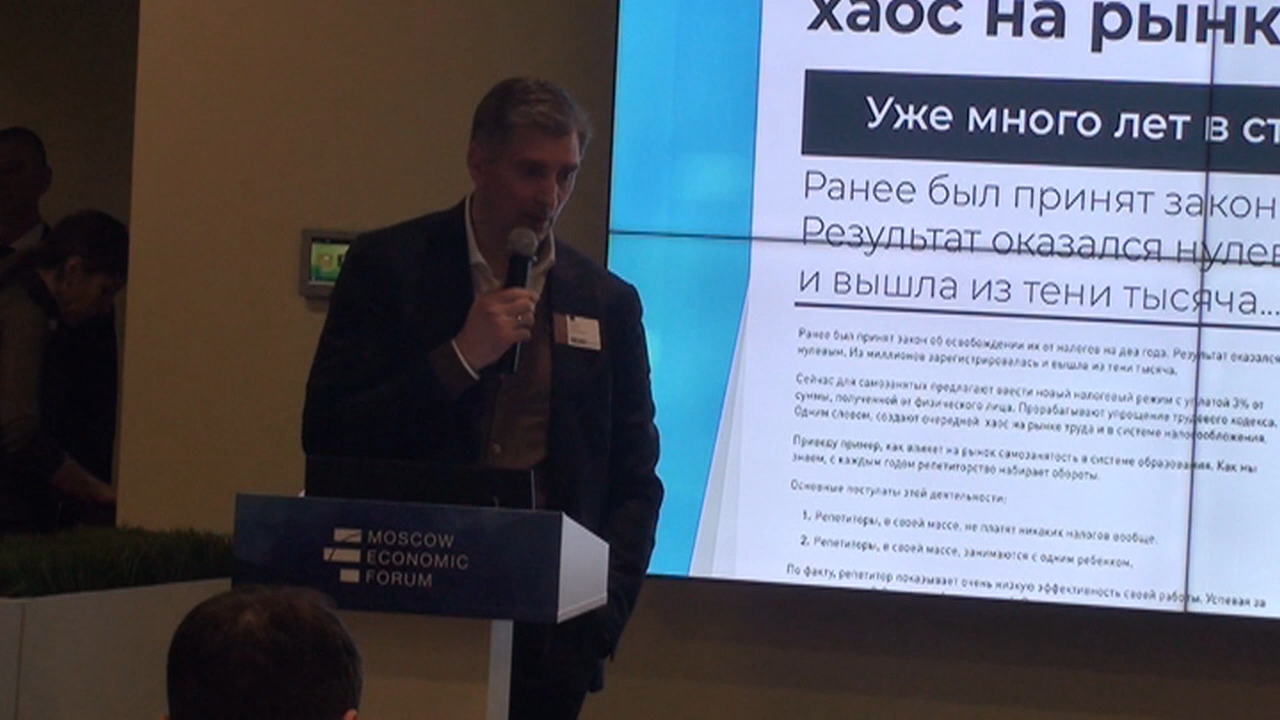 хаос на рынк
Уже много лет в ст
Ранее был принят закон
Результат оказался нулев
и вышла из тени тысяча...
Ранее был принят закон об освобождении их от налогов на два года. Результат оказался
нулевым. Из миллионов зарегистрировалась и вышла из тени тысяча.
Сейчас для самозанятых предлагают ввести новый налоговый режим с уплатой 3% от
суммы, полученной от физического лица. Прорабатывают упрощение трудового кодекса.
Одним словом, создают очередной хаос на рынке труда и в системе налогообложения.
Приведу пример, как влияет на рынок самозанятость в системе образования. Как мы
знаем, с каждым годом репетиторство набирает обороты.
Основные постулаты этой деятельности:
1. Репетиторы, в своей массе, не платят никаких налогов вообще.
2. Репетиторы, в своей массе, занимаются с одним ребенком.
По факту, репетитор показывает очень низкую эффективность своей работы. Успевая за
MOSCOW
ECONOMIC
FORUM